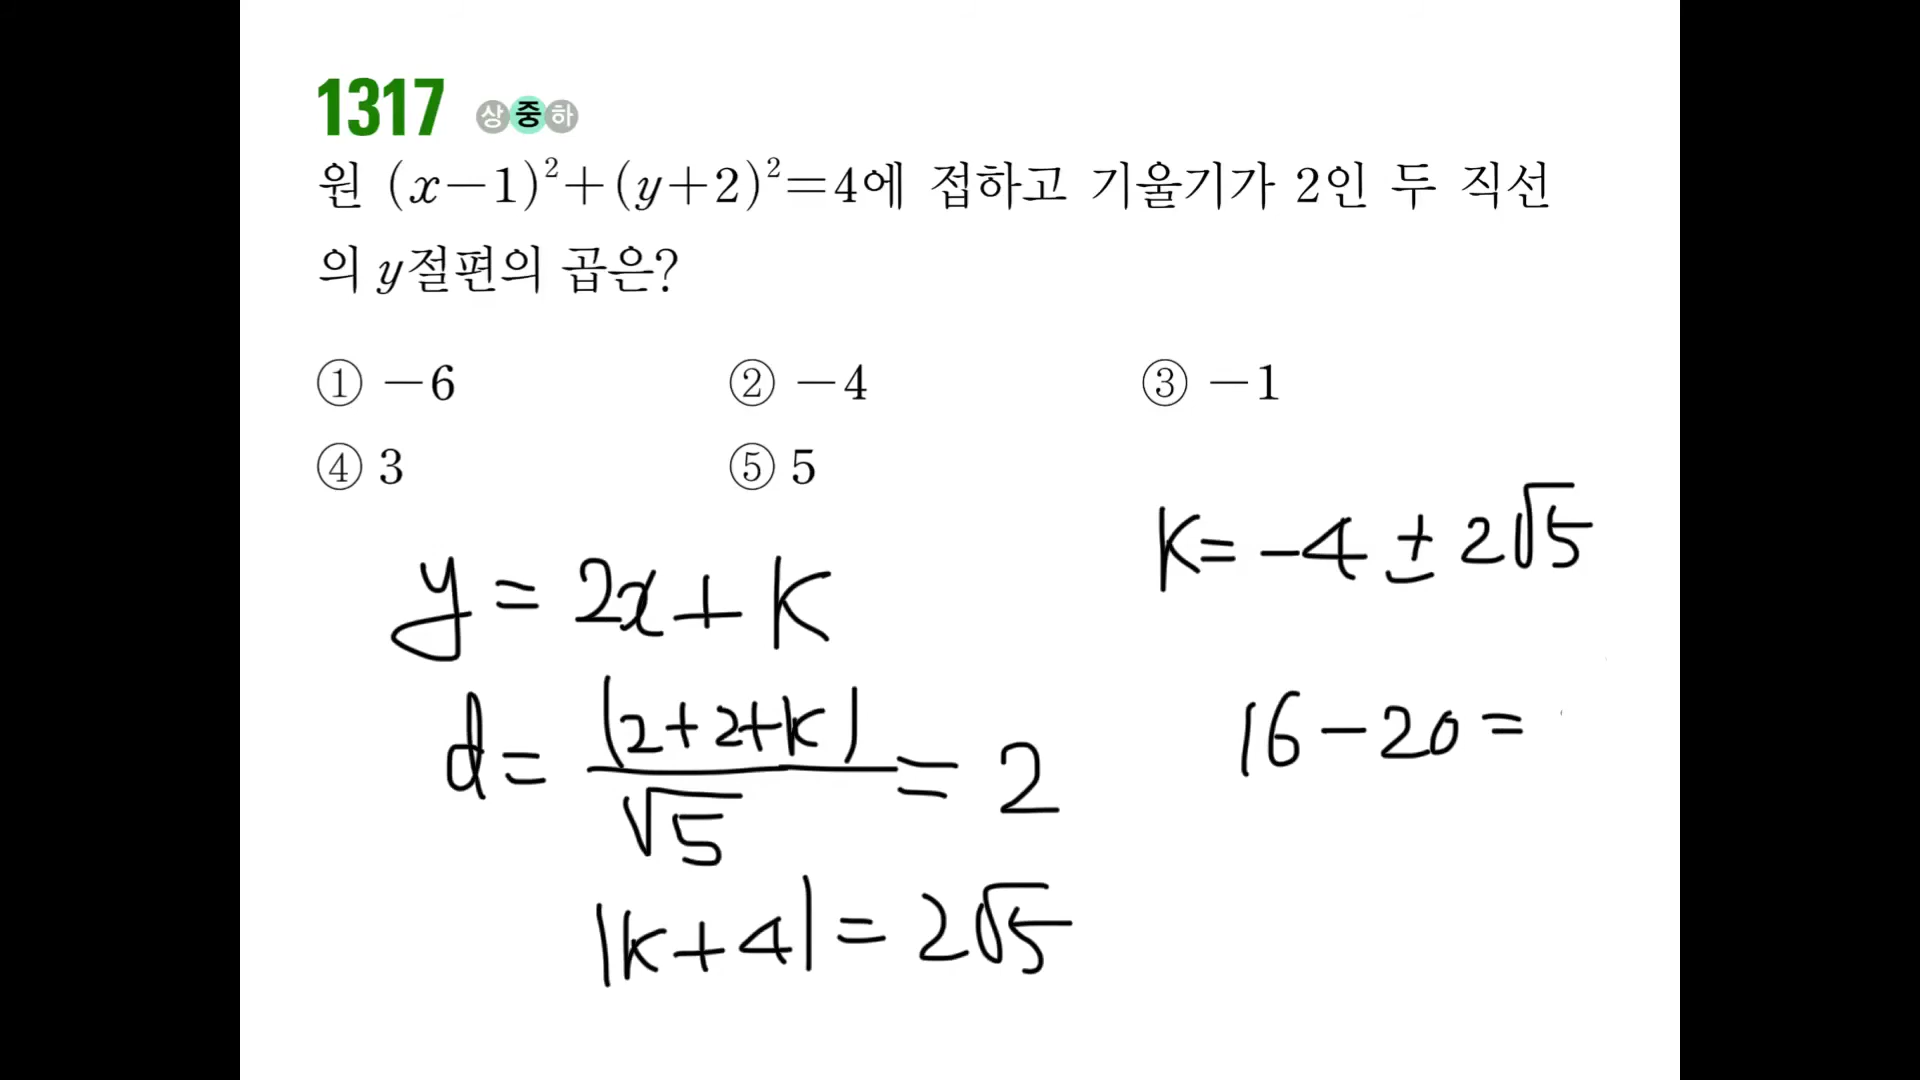 1317 상 중 하
원 (x-1)²+(y+2)²=4에 접하고 기울기가 2인 두 직선
의 y절편의 곱은?
① -6 ② -4 ③ -1
④ 3 ⑤ 5
y = 2x + k
d = |2+2+k| / √5 = 2
|k+4| = 2√5
k = -4 ± 2√5
16 - 20 =